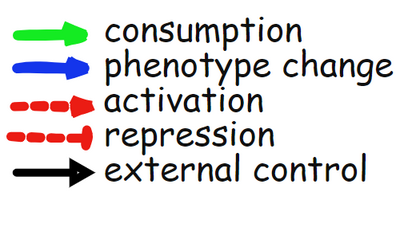 consumption
phenotype change
activation
repression
external control